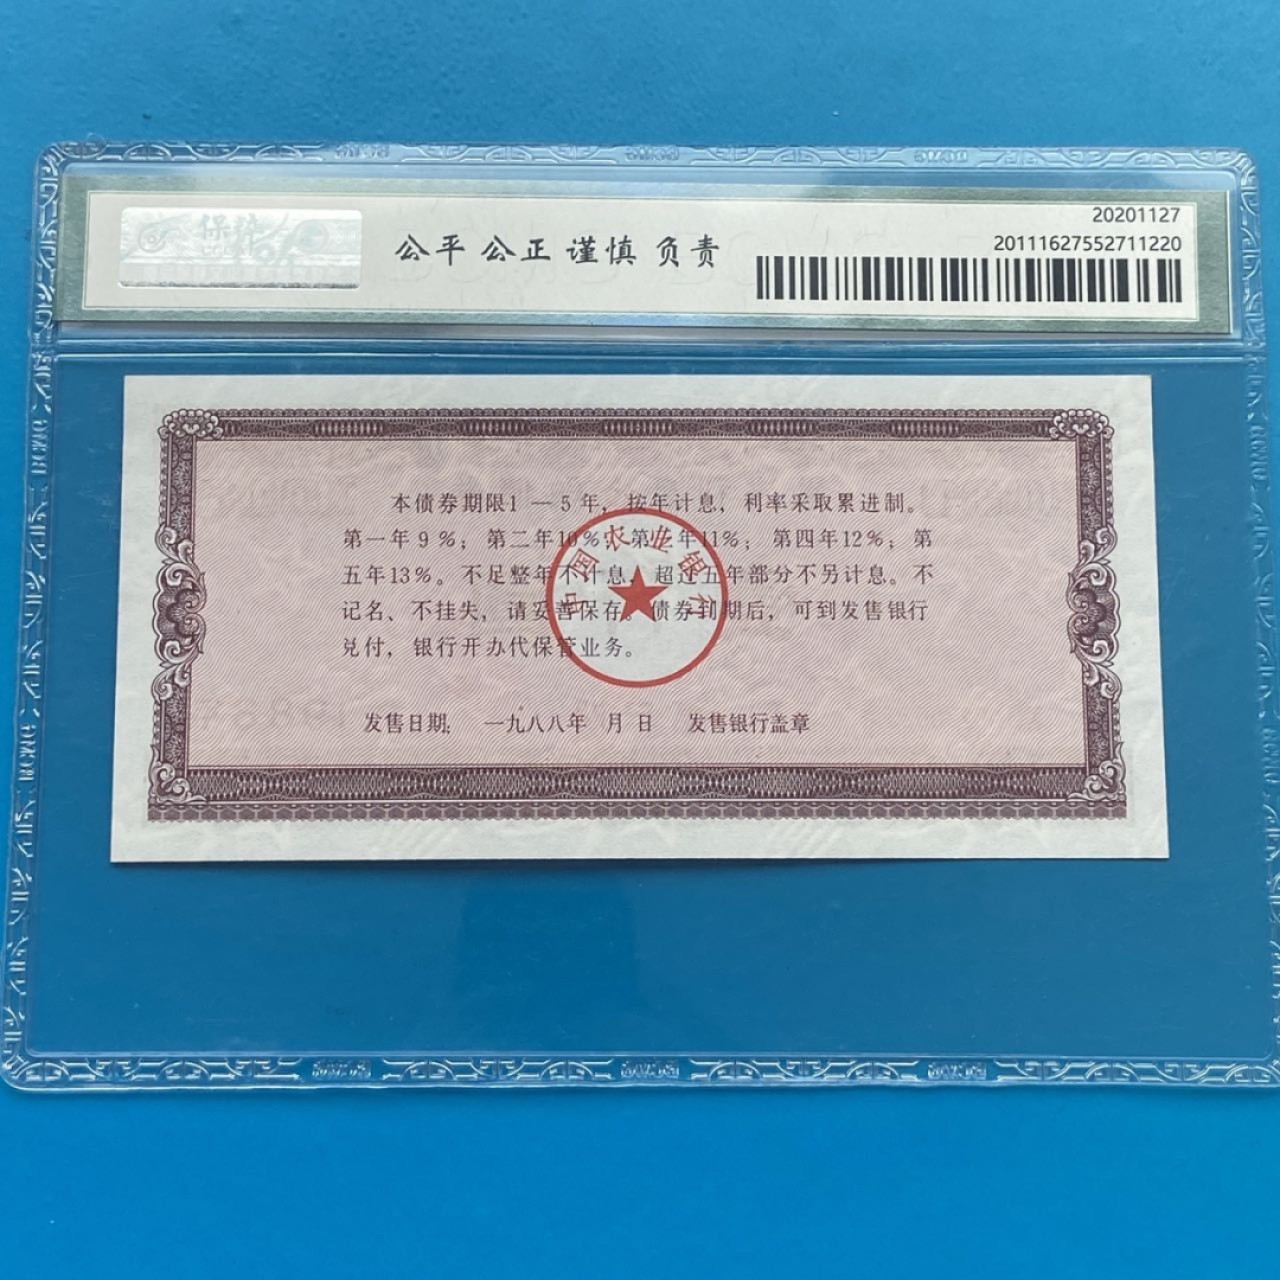 20201127
公平 公正 谨慎 负责
20111627552711220
本债券期限1—5年，按年计息，利率采取累进制。
第一年9%；第二年10%；第三年11%；第四年12%；第
五年13%。不足整年不计息，超过五年部分不另计息。不
记名、不挂失，请妥善保存。债券到期后，可到发售银行
兑付，银行开办代保管业务。
中国农业银行
发售日期： 一九八八年 月 日 发售银行盖章